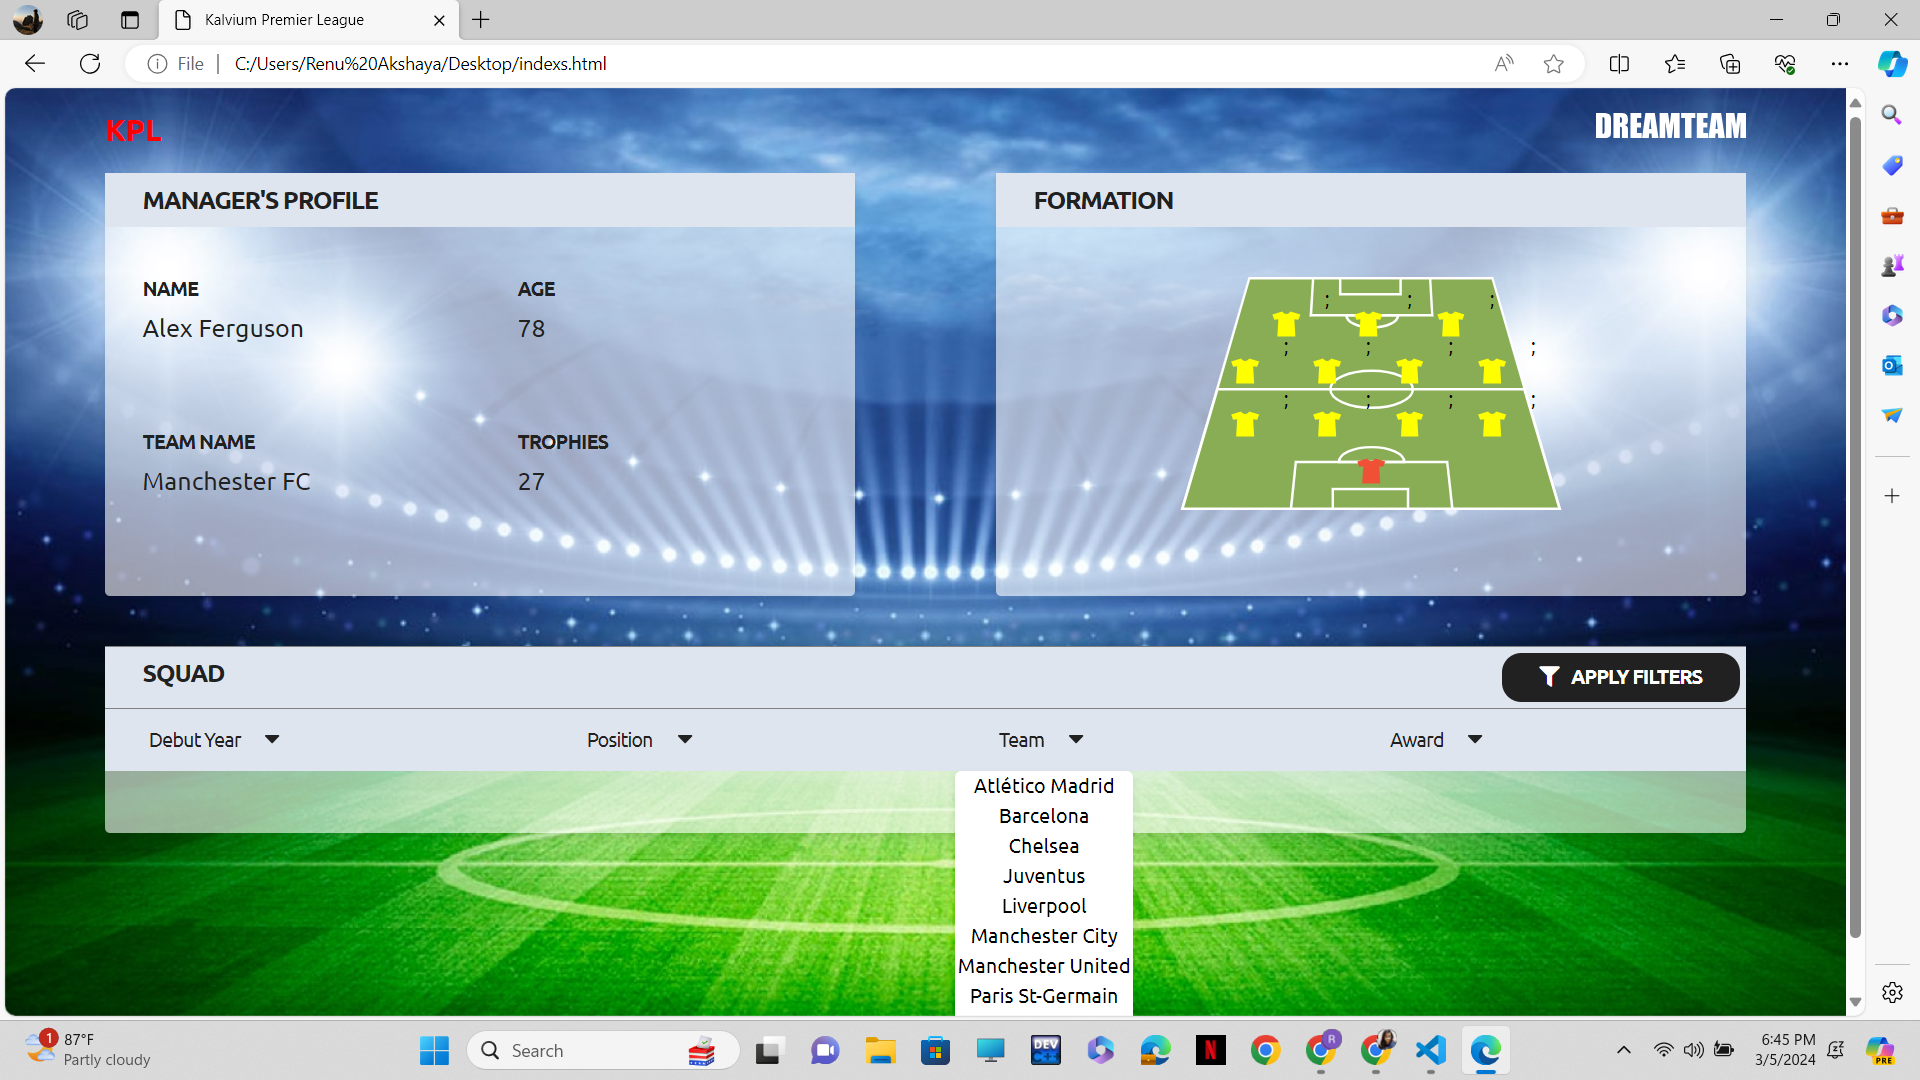 Kalvium Premier League
File
C:/Users/Renu%20Akshaya/Desktop/indexs.html
KPL
DREAMTEAM
MANAGER'S PROFILE
FORMATION
NAME
AGE
Alex Ferguson
78
; ; ;
; ; ; ;
; ; ; ;
TEAM NAME
TROPHIES
Manchester FC
27
SQUAD
APPLY FILTERS
Debut Year
Position
Team
Award
Atlético Madrid
Barcelona
Chelsea
Juventus
Liverpool
Manchester City
Manchester United
Paris St-Germain
1
87°F
Partly cloudy
Search
DEV
C++
N
R
6:45 PM
3/5/2024
PRE